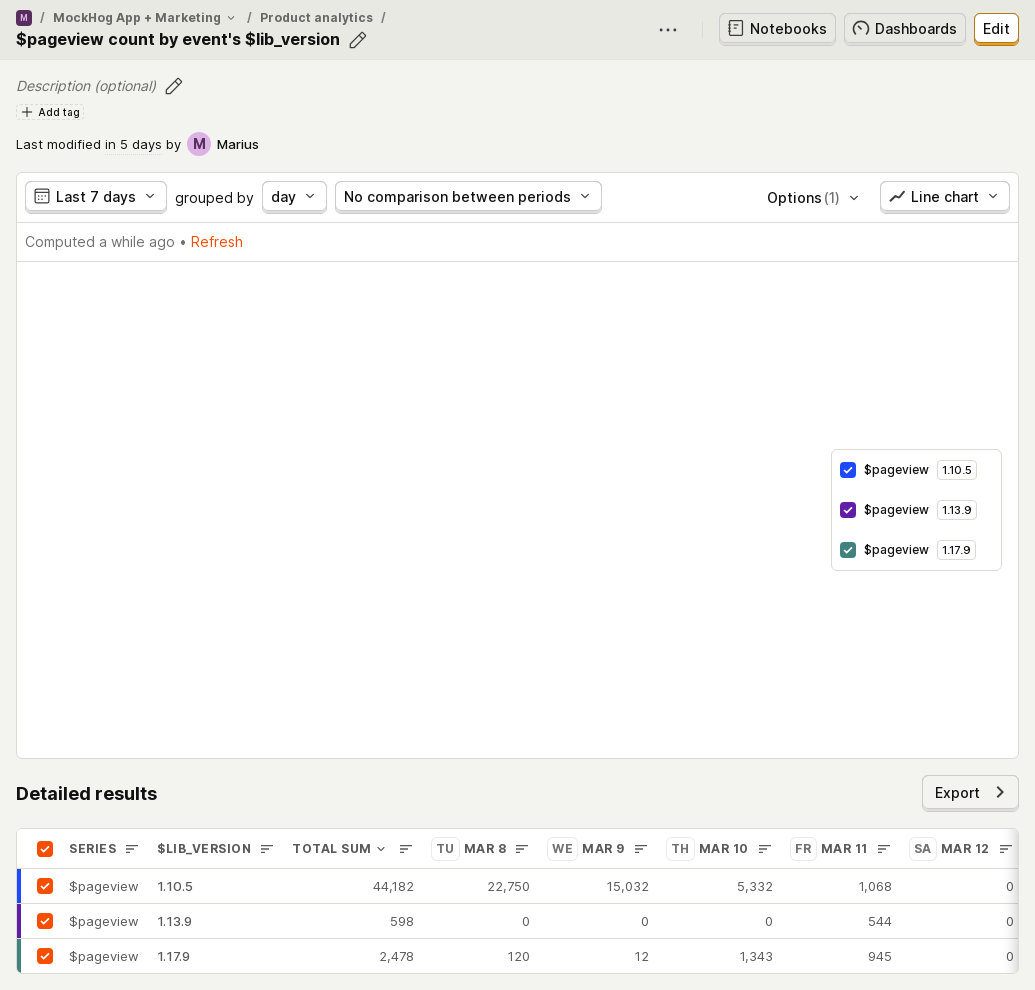 M / MockHog App + Marketing / Product analytics /
$pageview count by event's $lib_version
Notebooks
Dashboards
Edit
Description (optional)
Add tag
Last modified in 5 days by M Marius
Last 7 days grouped by day No comparison between periods Options (1) Line chart
Computed a while ago • Refresh
$pageview 1.10.5
$pageview 1.13.9
$pageview 1.17.9
Detailed results
Export
SERIES $LIB_VERSION TOTAL SUM TU MAR 8 WE MAR 9 TH MAR 10 FR MAR 11 SA MAR 12
$pageview 1.10.5 44,182 22,750 15,032 5,332 1,068 0
$pageview 1.13.9 598 0 0 0 544 0
$pageview 1.17.9 2,478 120 12 1,343 945 0